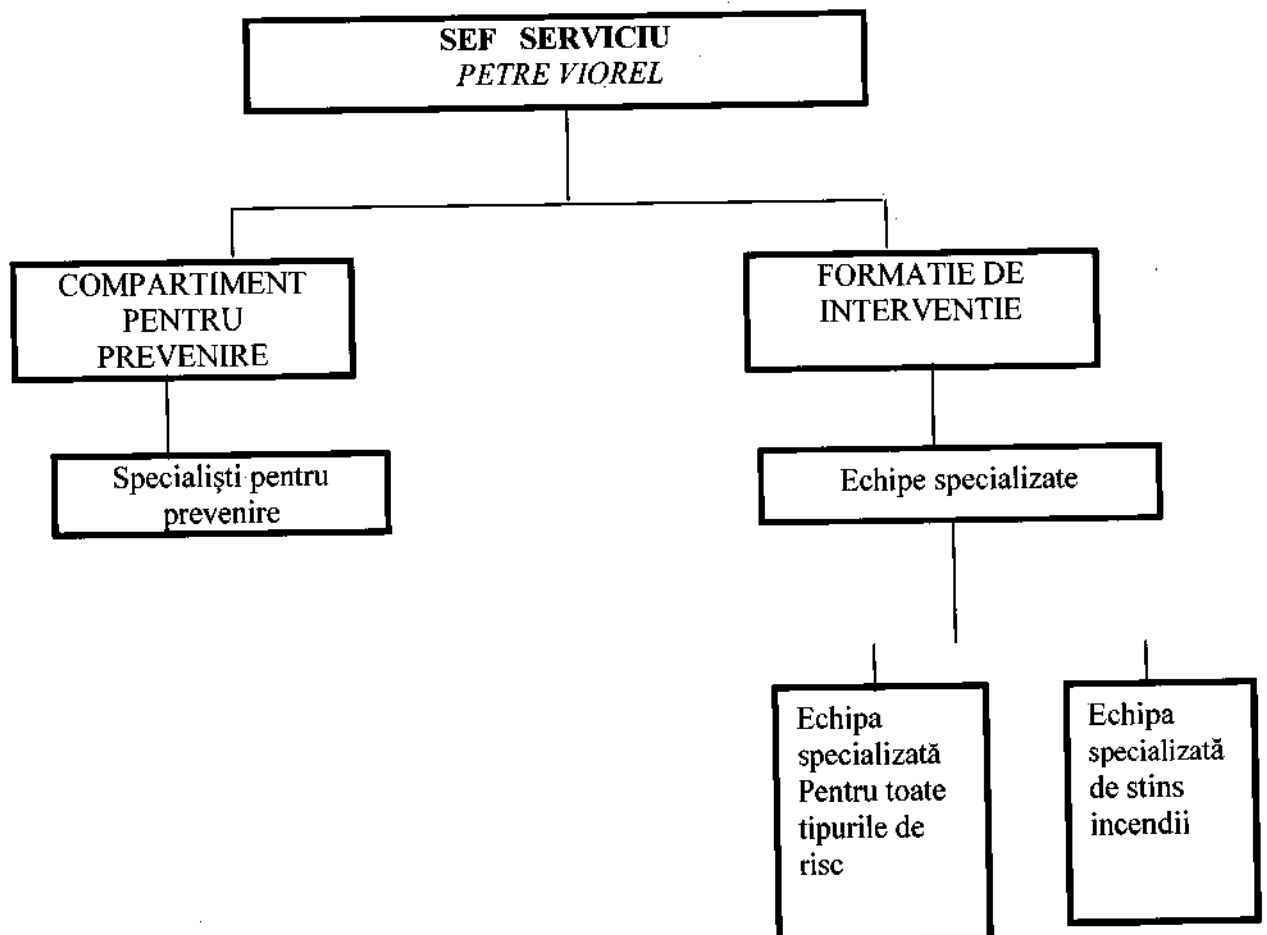 SEF SERVICIU
PETRE VIOREL
COMPARTIMENT
PENTRU
PREVENIRE
FORMATIE DE
INTERVENTIE
Specialişti pentru
prevenire
Echipe specializate
Echipa
specializată
Pentru toate
tipurile de
risc
Echipa
specializată
de stins
incendii